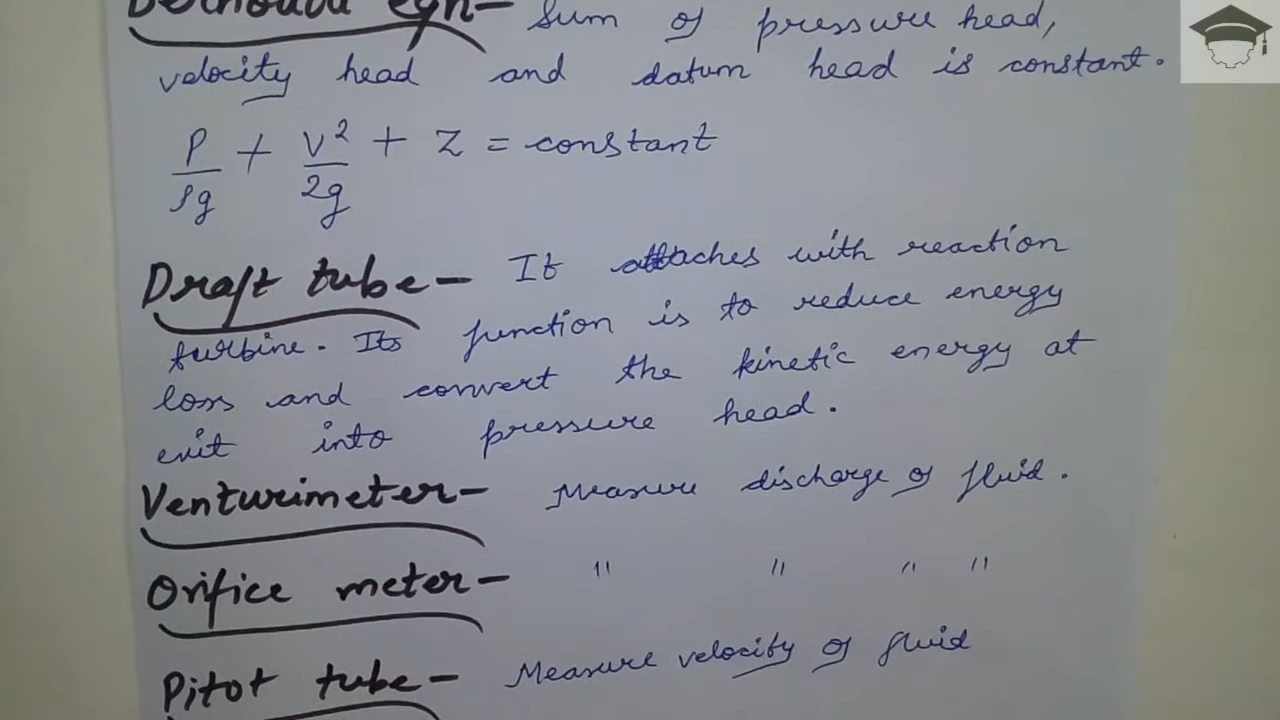 Bernoulli eqn- Sum of pressure head,
velocity head and datum head is constant.
P/ρg + V²/2g + Z = constant
Draft tube- It attaches with reaction
turbine. Its function is to reduce energy
loss and convert the kinetic energy at
exit into pressure head.
Venturimeter- Measure discharge of fluid.
Orifice meter- " " " "
Pitot tube- Measure velocity of fluid